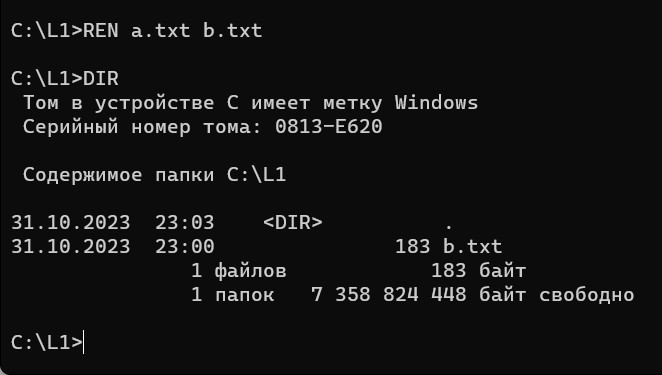 C:\L1>REN a.txt b.txt
C:\L1>DIR
Том в устройстве C имеет метку Windows
Серийный номер тома: 0813-E620
Содержимое папки C:\L1
31.10.2023  23:03    <DIR>          .
31.10.2023  23:00               183 b.txt
1 файлов            183 байт
1 папок   7 358 824 448 байт свободно
C:\L1>